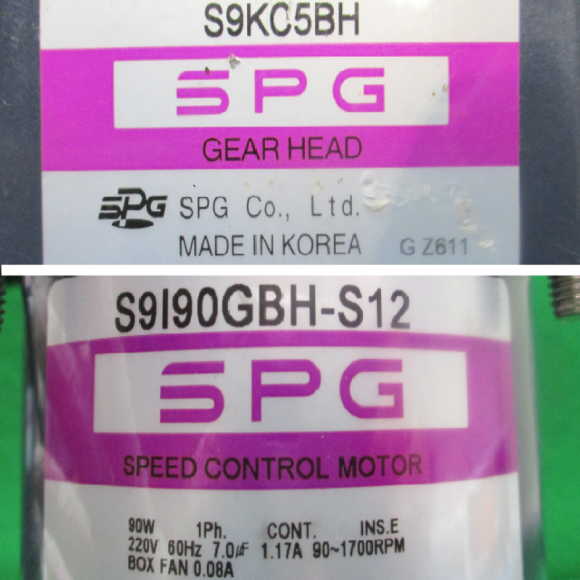 S9KC5BH
SPG
GEAR HEAD
SPG SPG Co., Ltd.
MADE IN KOREA G Z611
S9I90GBH-S12
SPG
SPEED CONTROL MOTOR
90W 1Ph. CONT. INS.E
220V 60Hz 7.0㎌ 1.17A 90~1700RPM
BOX FAN 0.08A